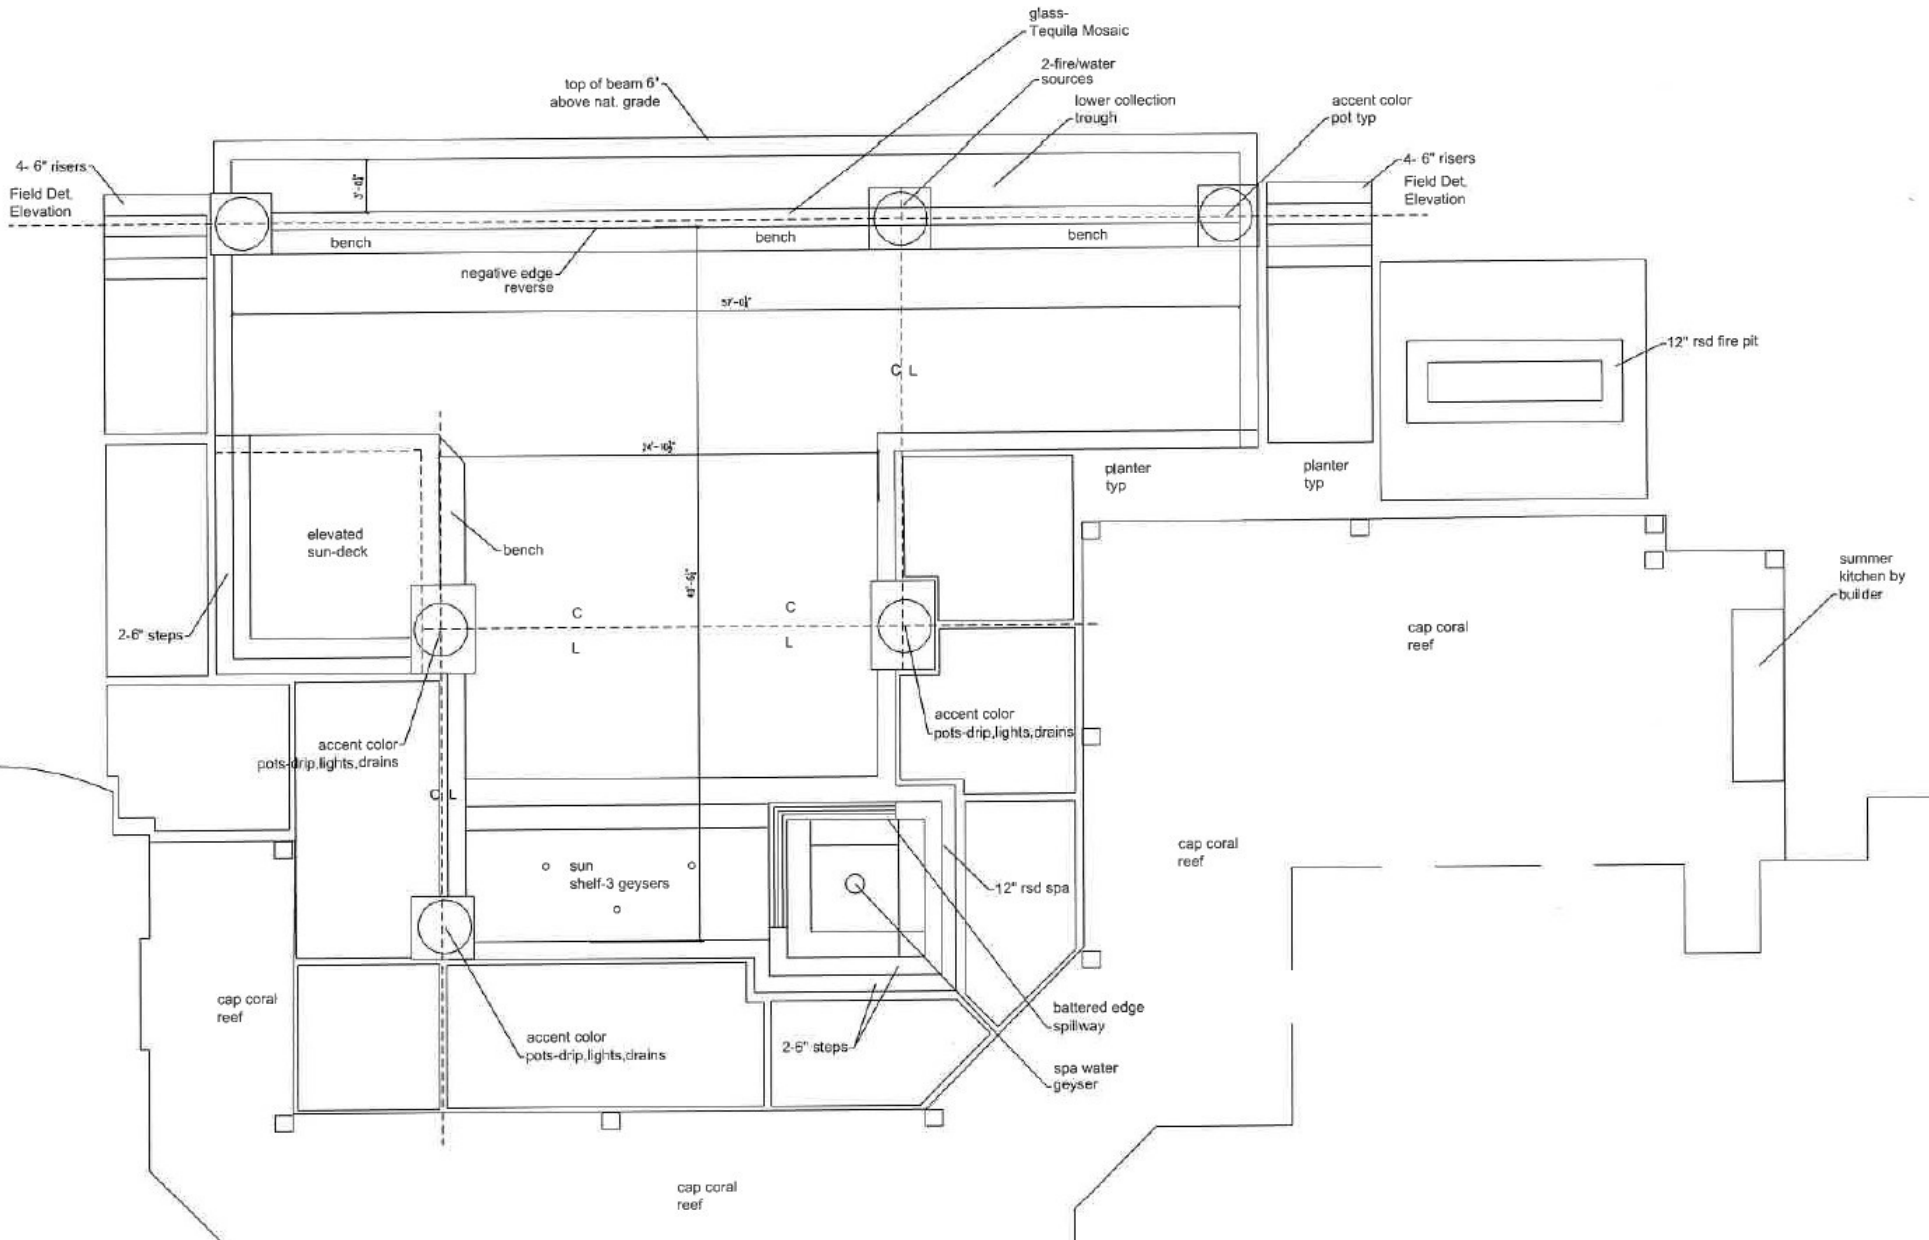 glass-
Tequila Mosaic
2-fire/water
sources
top of beam 6"
above nat. grade
lower collection
trough
accent color
pot typ
4- 6" risers
Field Det.
Elevation
4- 6" risers
Field Det.
Elevation
bench
bench
bench
negative edge
reverse
C L
12" rsd fire pit
planter
typ
planter
typ
elevated
sun-deck
bench
2-6" steps
C
L
C
L
summer
kitchen by
builder
cap coral
reef
accent color
pots-drip,lights,drains
accent color
pots-drip,lights,drains
C L
cap coral
reef
sun
shelf-3 geysers
12" rsd spa
cap coral
reef
battered edge
spillway
accent color
pots-drip,lights,drains
2-6" steps
spa water
geyser
cap coral
reef